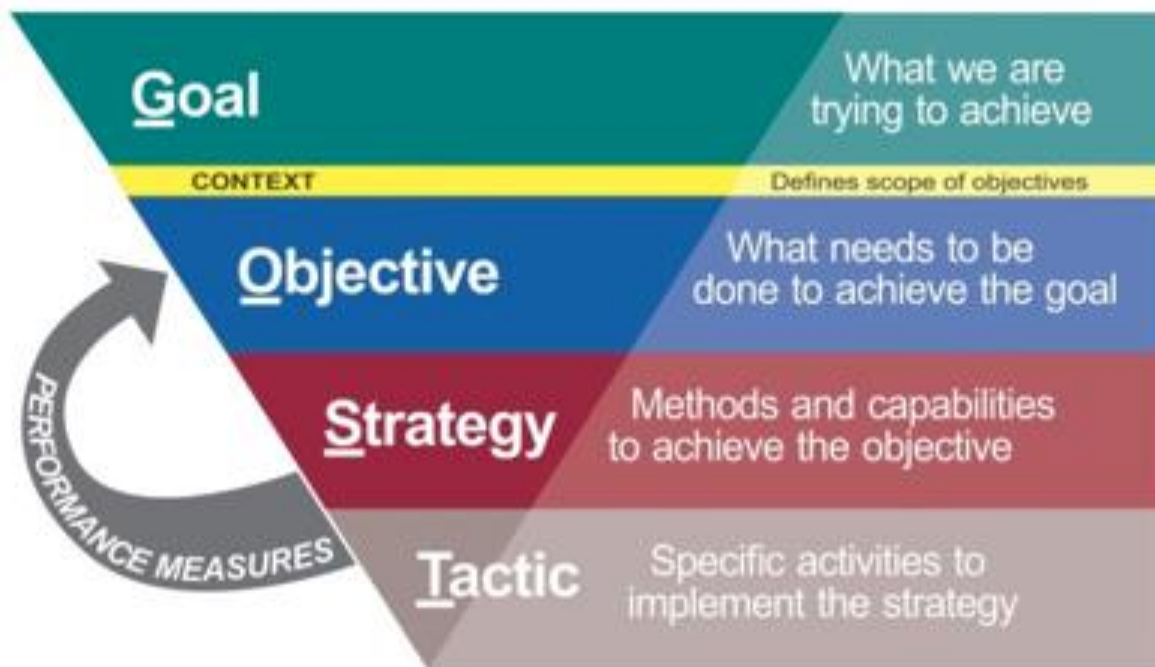 Goal
What we are
trying to achieve
CONTEXT
Defines scope of objectives
Objective
What needs to be
done to achieve the goal
Strategy
Methods and capabilities
to achieve the objective
Tactic
Specific activities to
implement the strategy
PERFORMANCE MEASURES